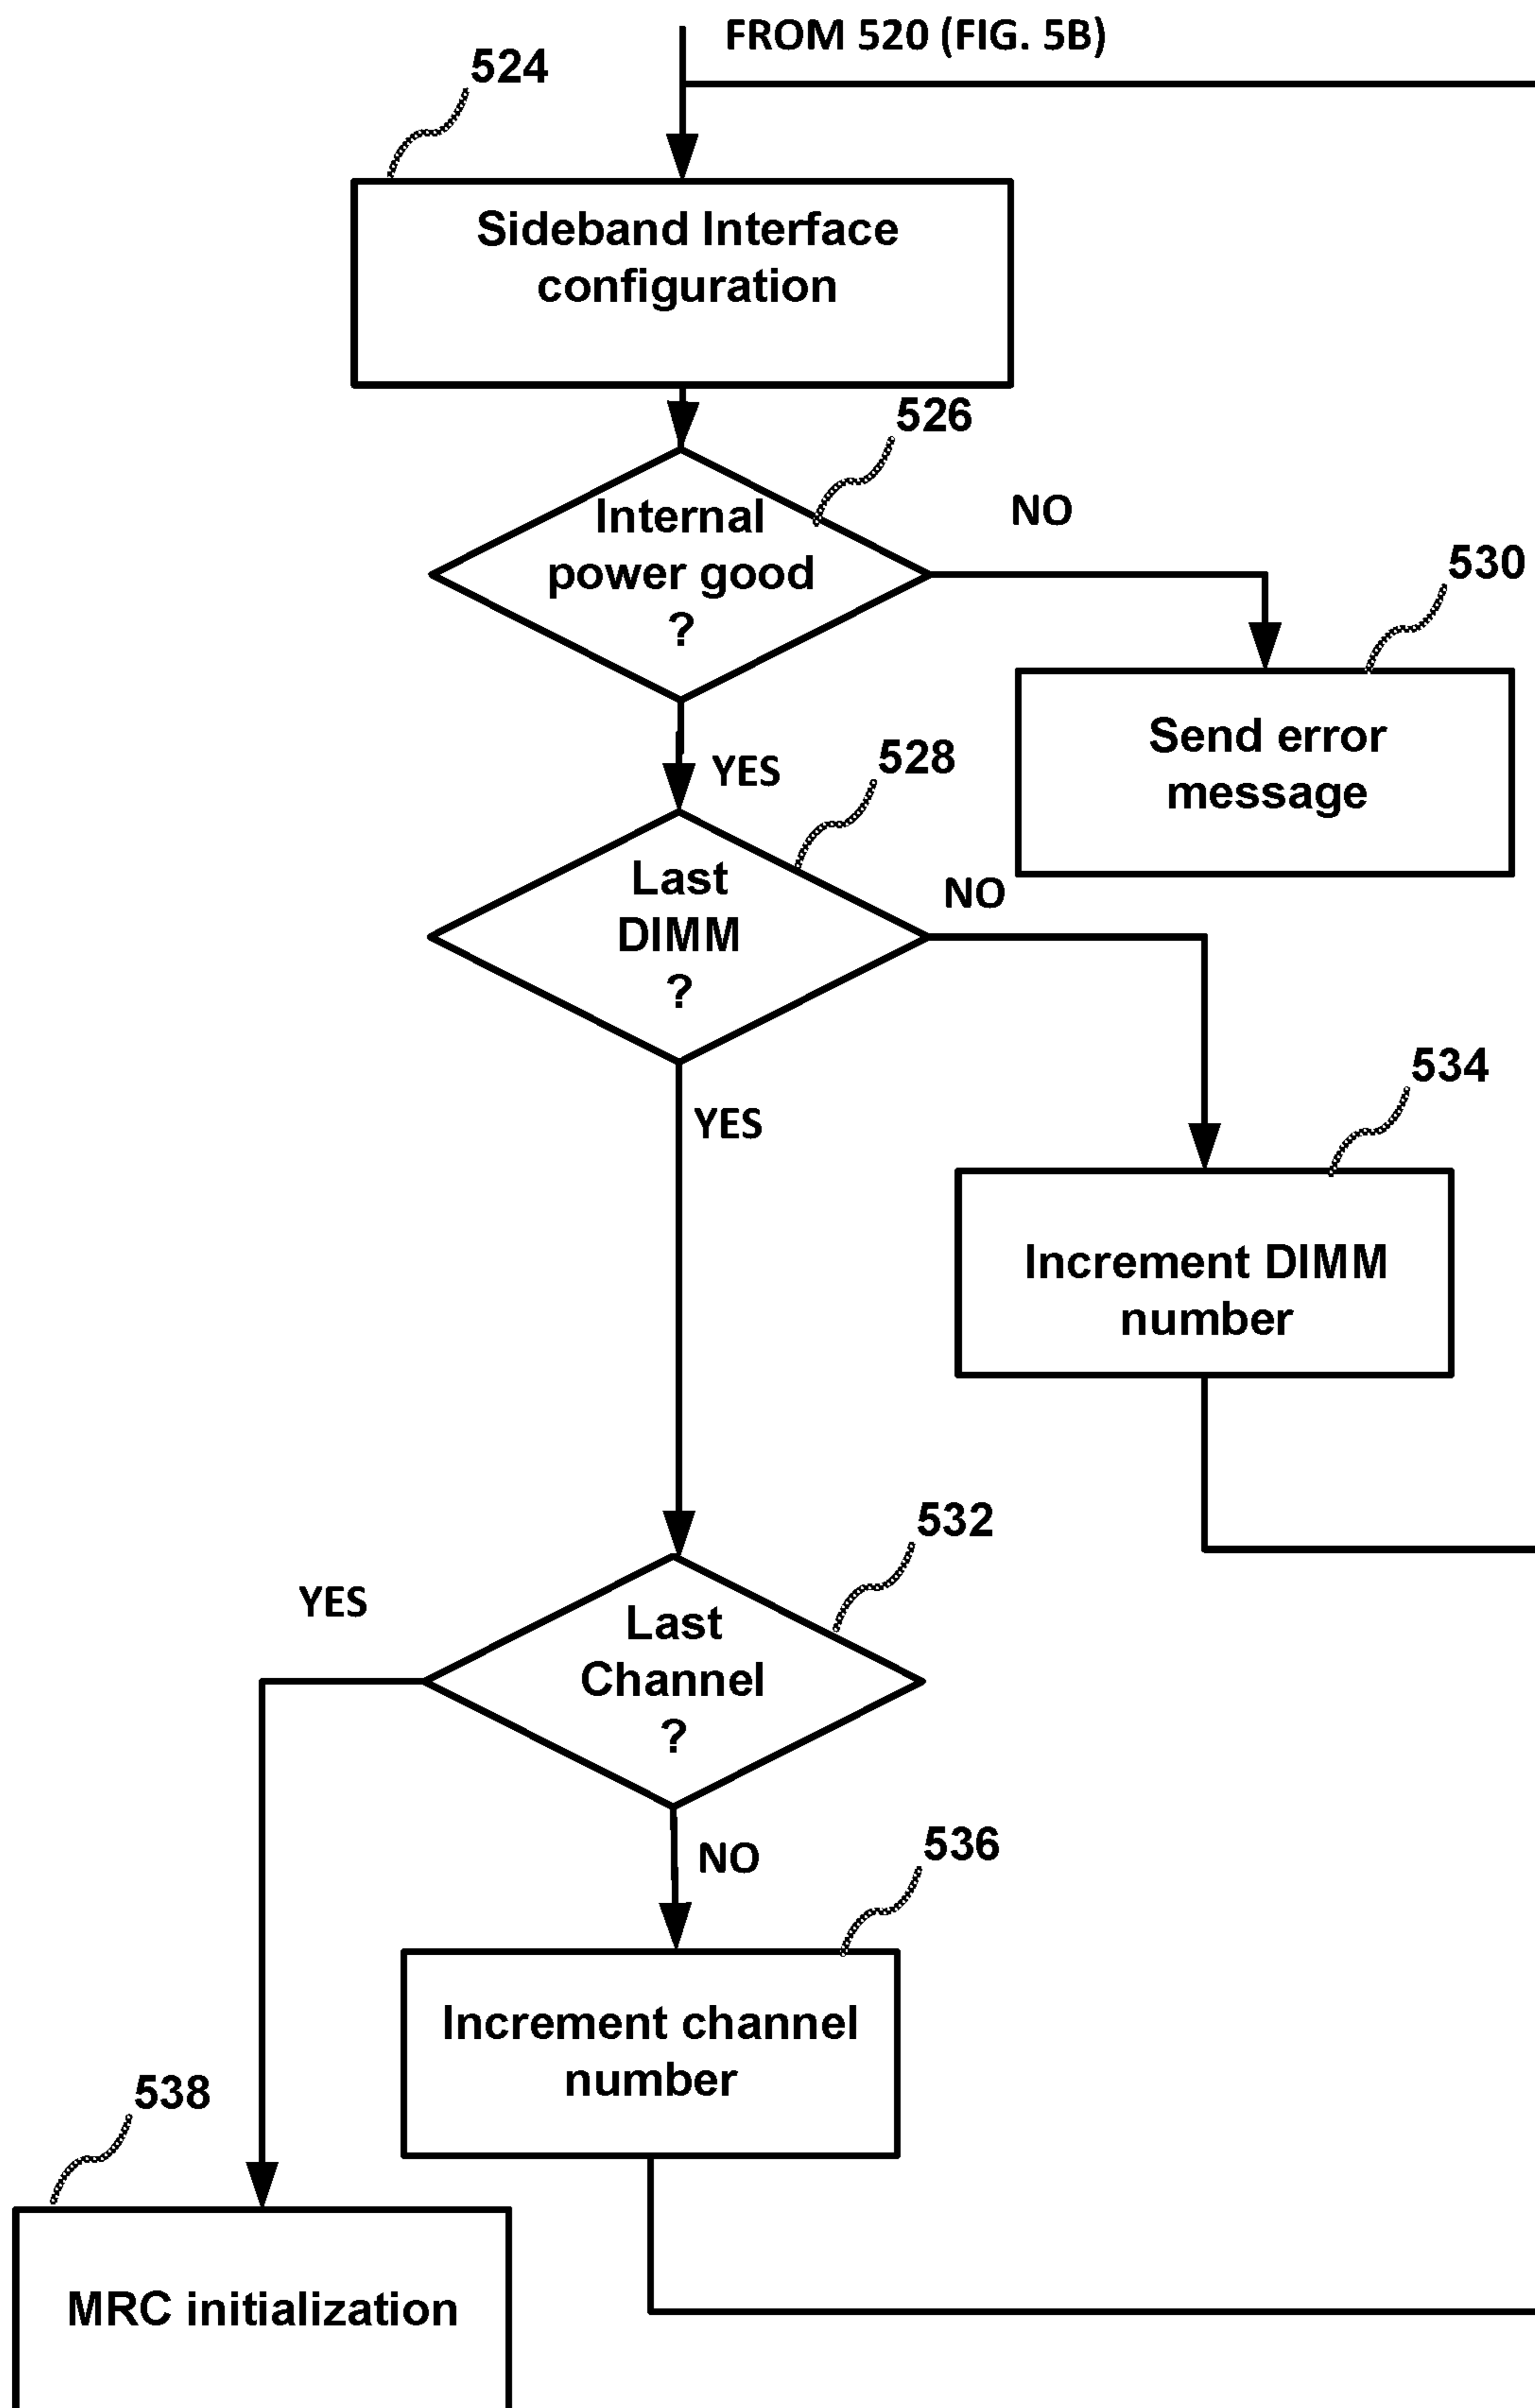 FROM 520 (FIG. 5B)
524
Sideband Interface
configuration
526
Internal
power good
?
NO
530
Send error
message
YES
528
Last
DIMM
?
NO
534
YES
Increment DIMM
number
532
YES
Last
Channel
?
NO
536
Increment channel
number
538
MRC initialization